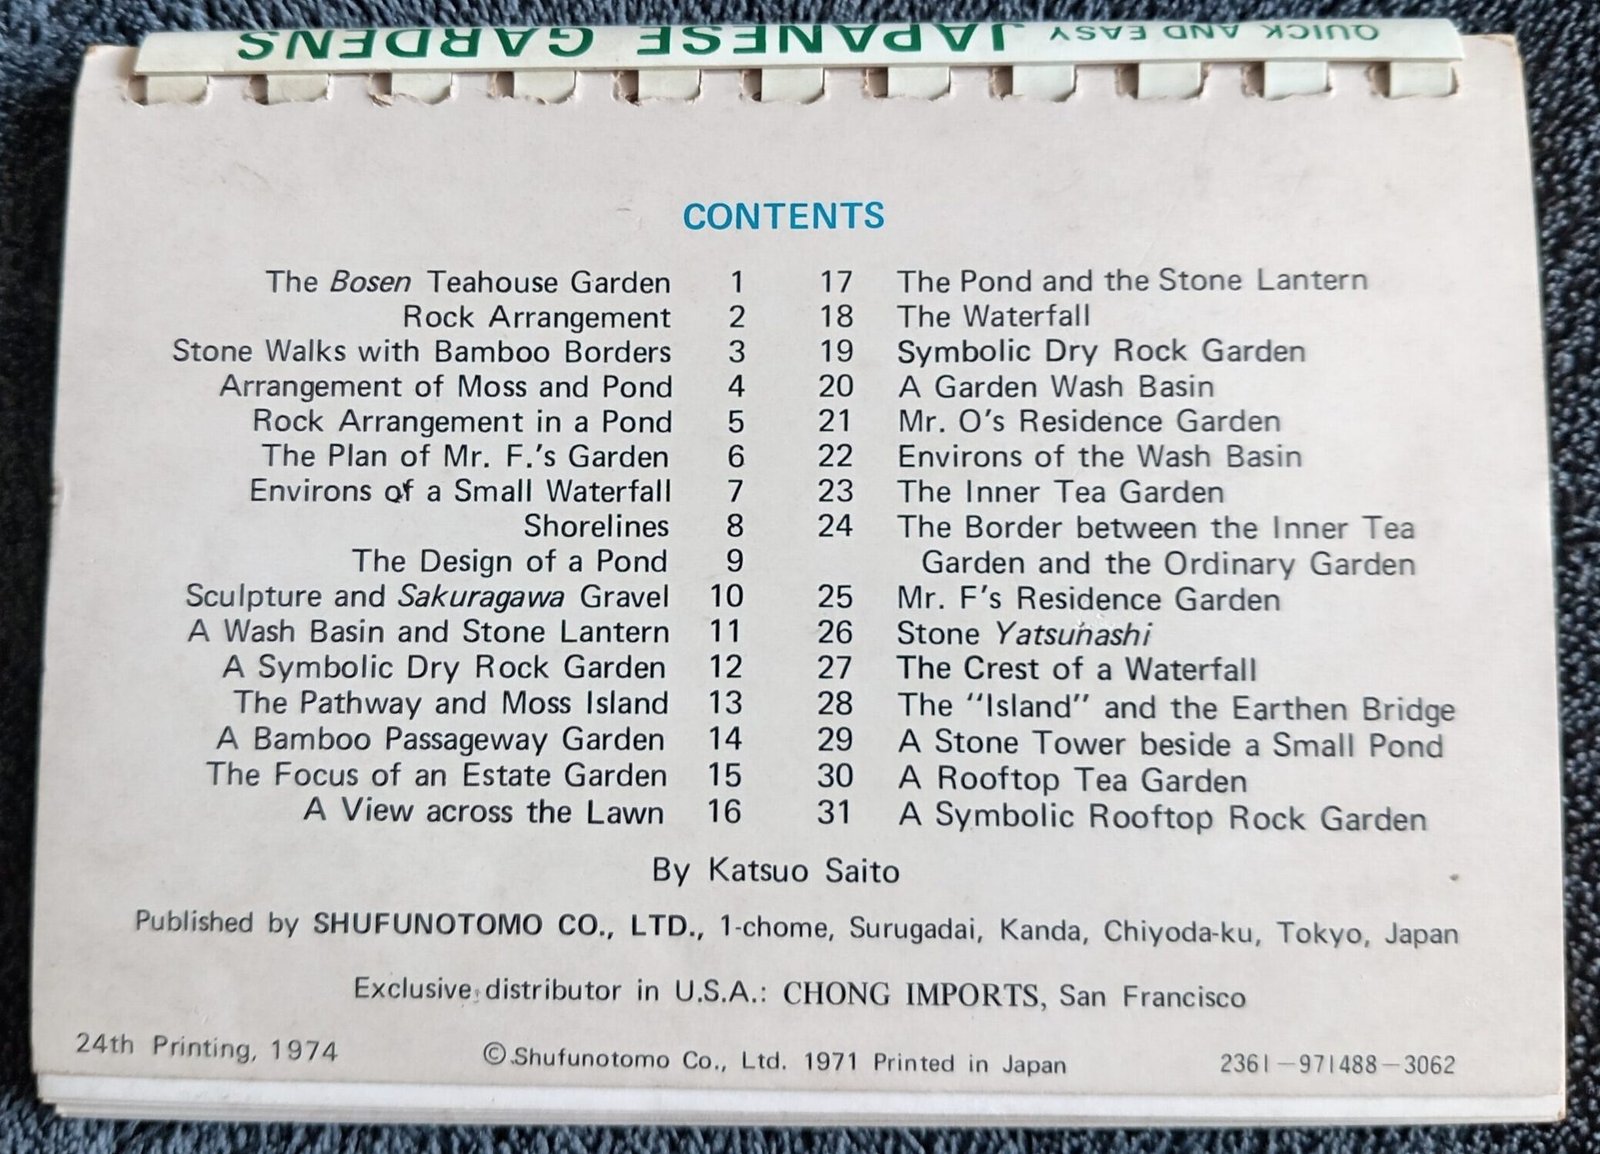 QUICK AND EASY JAPANESE GARDENS
CONTENTS
The Bosen Teahouse Garden 1
Rock Arrangement 2
Stone Walks with Bamboo Borders 3
Arrangement of Moss and Pond 4
Rock Arrangement in a Pond 5
The Plan of Mr. F.'s Garden 6
Environs of a Small Waterfall 7
Shorelines 8
The Design of a Pond 9
Sculpture and Sakuragawa Gravel 10
A Wash Basin and Stone Lantern 11
A Symbolic Dry Rock Garden 12
The Pathway and Moss Island 13
A Bamboo Passageway Garden 14
The Focus of an Estate Garden 15
A View across the Lawn 16
17 The Pond and the Stone Lantern
18 The Waterfall
19 Symbolic Dry Rock Garden
20 A Garden Wash Basin
21 Mr. O's Residence Garden
22 Environs of the Wash Basin
23 The Inner Tea Garden
24 The Border between the Inner Tea
Garden and the Ordinary Garden
25 Mr. F's Residence Garden
26 Stone Yatsuhashi
27 The Crest of a Waterfall
28 The "Island" and the Earthen Bridge
29 A Stone Tower beside a Small Pond
30 A Rooftop Tea Garden
31 A Symbolic Rooftop Rock Garden
By Katsuo Saito
Published by SHUFUNOTOMO CO., LTD., 1-chome, Surugadai, Kanda, Chiyoda-ku, Tokyo, Japan
Exclusive distributor in U.S.A.: CHONG IMPORTS, San Francisco
24th Printing, 1974
© Shufunotomo Co., Ltd. 1971 Printed in Japan
2361-971488-3062